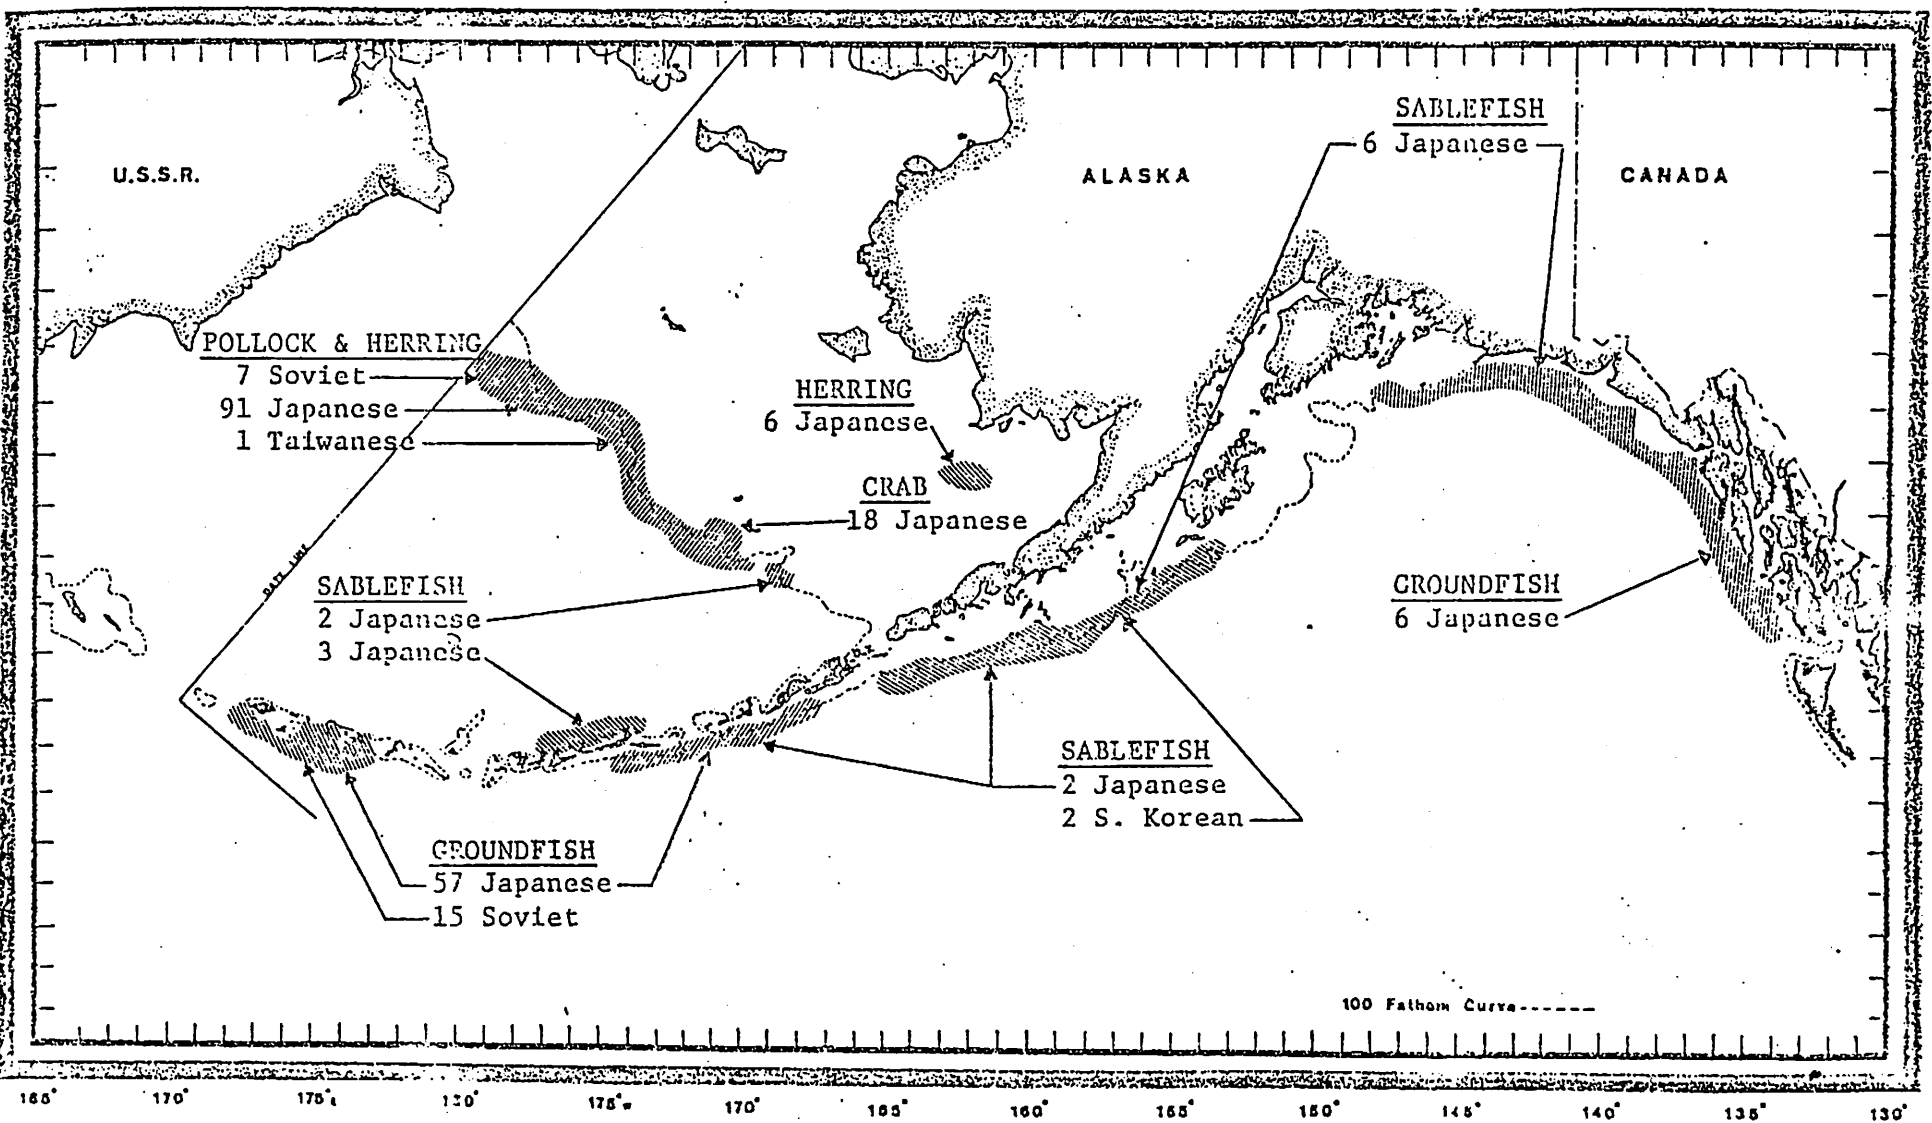 SABLEFISH
6 Japanese
U.S.S.R.
ALASKA
CANADA
POLLOCK & HERRING
7 Soviet
91 Japanese
1 Taiwanese
HERRING
6 Japanese
CRAB
18 Japanese
DATE LINE
SABLEFISH
2 Japanese
3 Japanese
GROUNDFISH
6 Japanese
SABLEFISH
2 Japanese
2 S. Korean
GROUNDFISH
57 Japanese
15 Soviet
100 Fathom Curve
165° 170° 175° 180° 175°W 170° 165° 160° 165° 150° 145° 140° 135° 130°